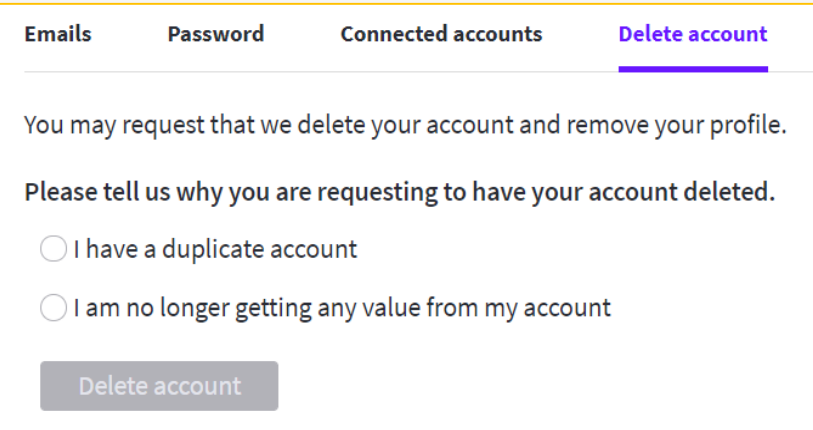 Emails Password Connected accounts Delete account
You may request that we delete your account and remove your profile.
Please tell us why you are requesting to have your account deleted.
I have a duplicate account
I am no longer getting any value from my account
Delete account